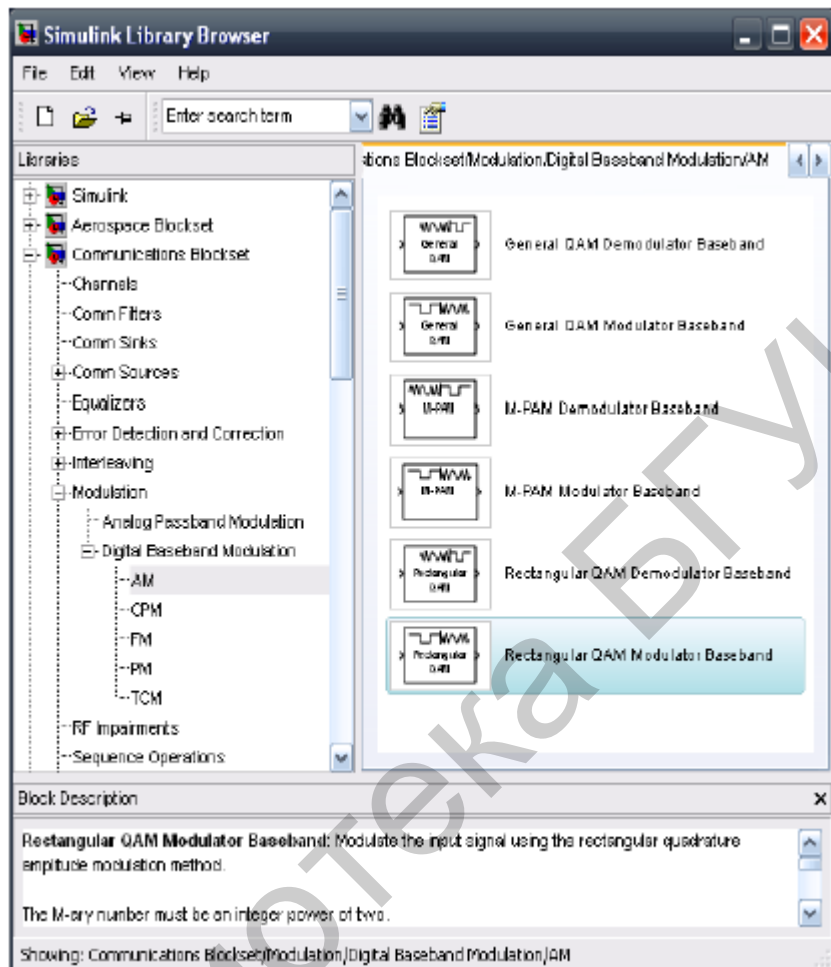 Simulink Library Browser
File Edit View Help
Enter search term
Libraries
ations Blockset/Modulation/Digital Baseband Modulation/AM
Simulink
Aerospace Blockset
Communications Blockset
Channels
Comm Filters
Comm Sinks
Comm Sources
Equalizers
Error Detection and Correction
Interleaving
Modulation
Analog Passband Modulation
Digital Baseband Modulation
AM
CPM
FM
PM
TCM
RF Impairments
Sequence Operations
General QAM
General QAM Demodulator Baseband
General QAM
General QAM Modulator Baseband
M-PAM
M-PAM Demodulator Baseband
M-PAM
M-PAM Modulator Baseband
Rectangular QAM
Rectangular QAM Demodulator Baseband
Rectangular QAM
Rectangular QAM Modulator Baseband
Block Description
Rectangular QAM Modulator Baseband: Modulate the input signal using the rectangular quadrature
amplitude modulation method.
The M-ary number must be an integer power of two.
Showing: Communications Blockset/Modulation/Digital Baseband Modulation/AM
отека БГУ